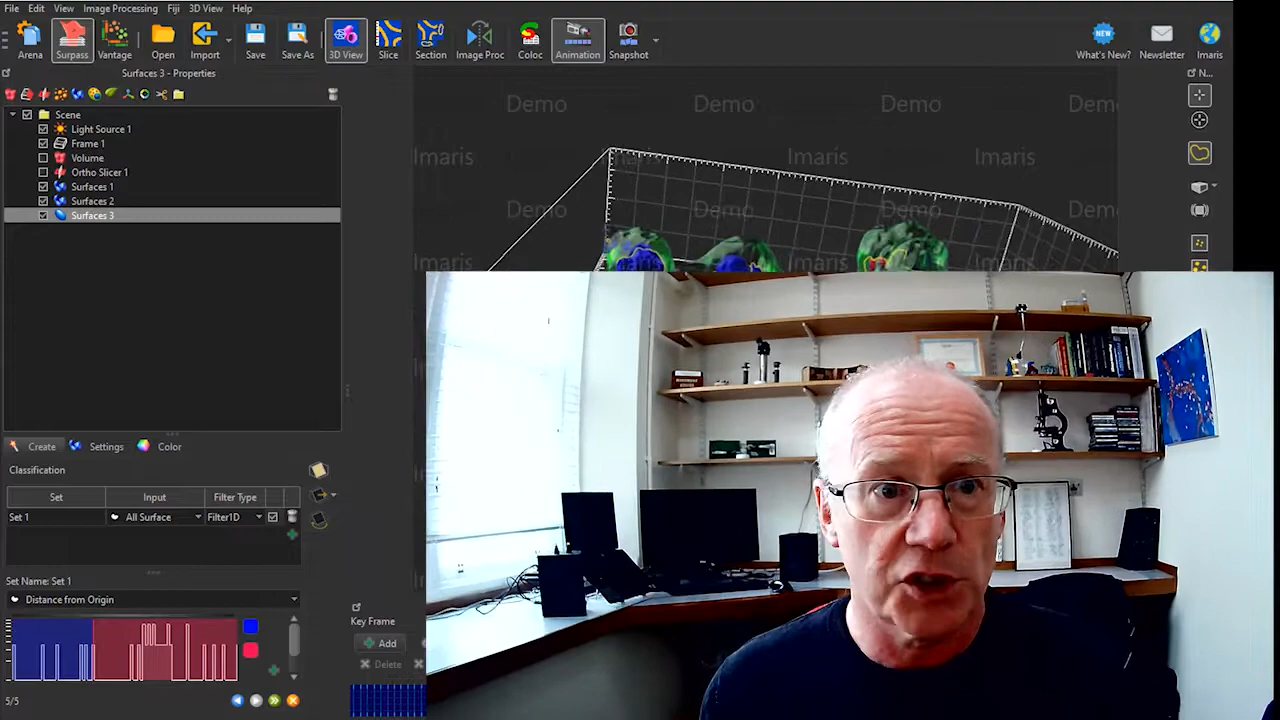 File Edit View Image Processing Fiji 3D View Help
Arena Surpass Vantage Open Import Save Save As 3D View Slice Section Image Proc Coloc Animation Snapshot What's New? Newsletter Imaris
NEW
Surfaces 3 - Properties
N...
Scene
Light Source 1
Frame 1
Volume
Ortho Slicer 1
Surfaces 1
Surfaces 2
Surfaces 3
Demo Demo Demo Demo
Imaris Imaris Imaris
Demo Demo Demo Demo
Imaris Imaris Imaris Imaris
Create Settings Color
Classification
Set Input Filter Type
Set 1 All Surface Filter1D
Set Name: Set 1
Distance from Origin
5/5
Key Frame
Add
Delete